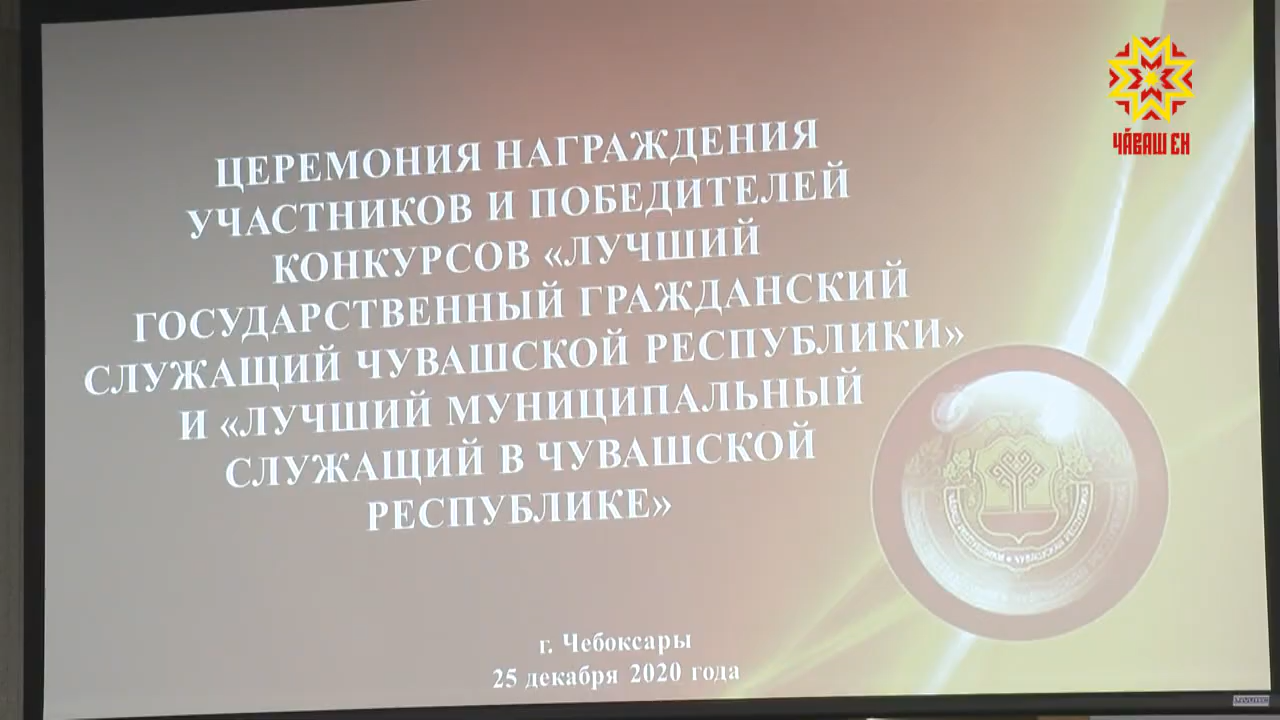 ЧӐВАШ ЕН
ЦЕРЕМОНИЯ НАГРАЖДЕНИЯ
УЧАСТНИКОВ И ПОБЕДИТЕЛЕЙ
КОНКУРСОВ «ЛУЧШИЙ
ГОСУДАРСТВЕННЫЙ ГРАЖДАНСКИЙ
СЛУЖАЩИЙ ЧУВАШСКОЙ РЕСПУБЛИКИ»
И «ЛУЧШИЙ МУНИЦИПАЛЬНЫЙ
СЛУЖАЩИЙ В ЧУВАШСКОЙ
РЕСПУБЛИКЕ»
г. Чебоксары
25 декабря 2020 года